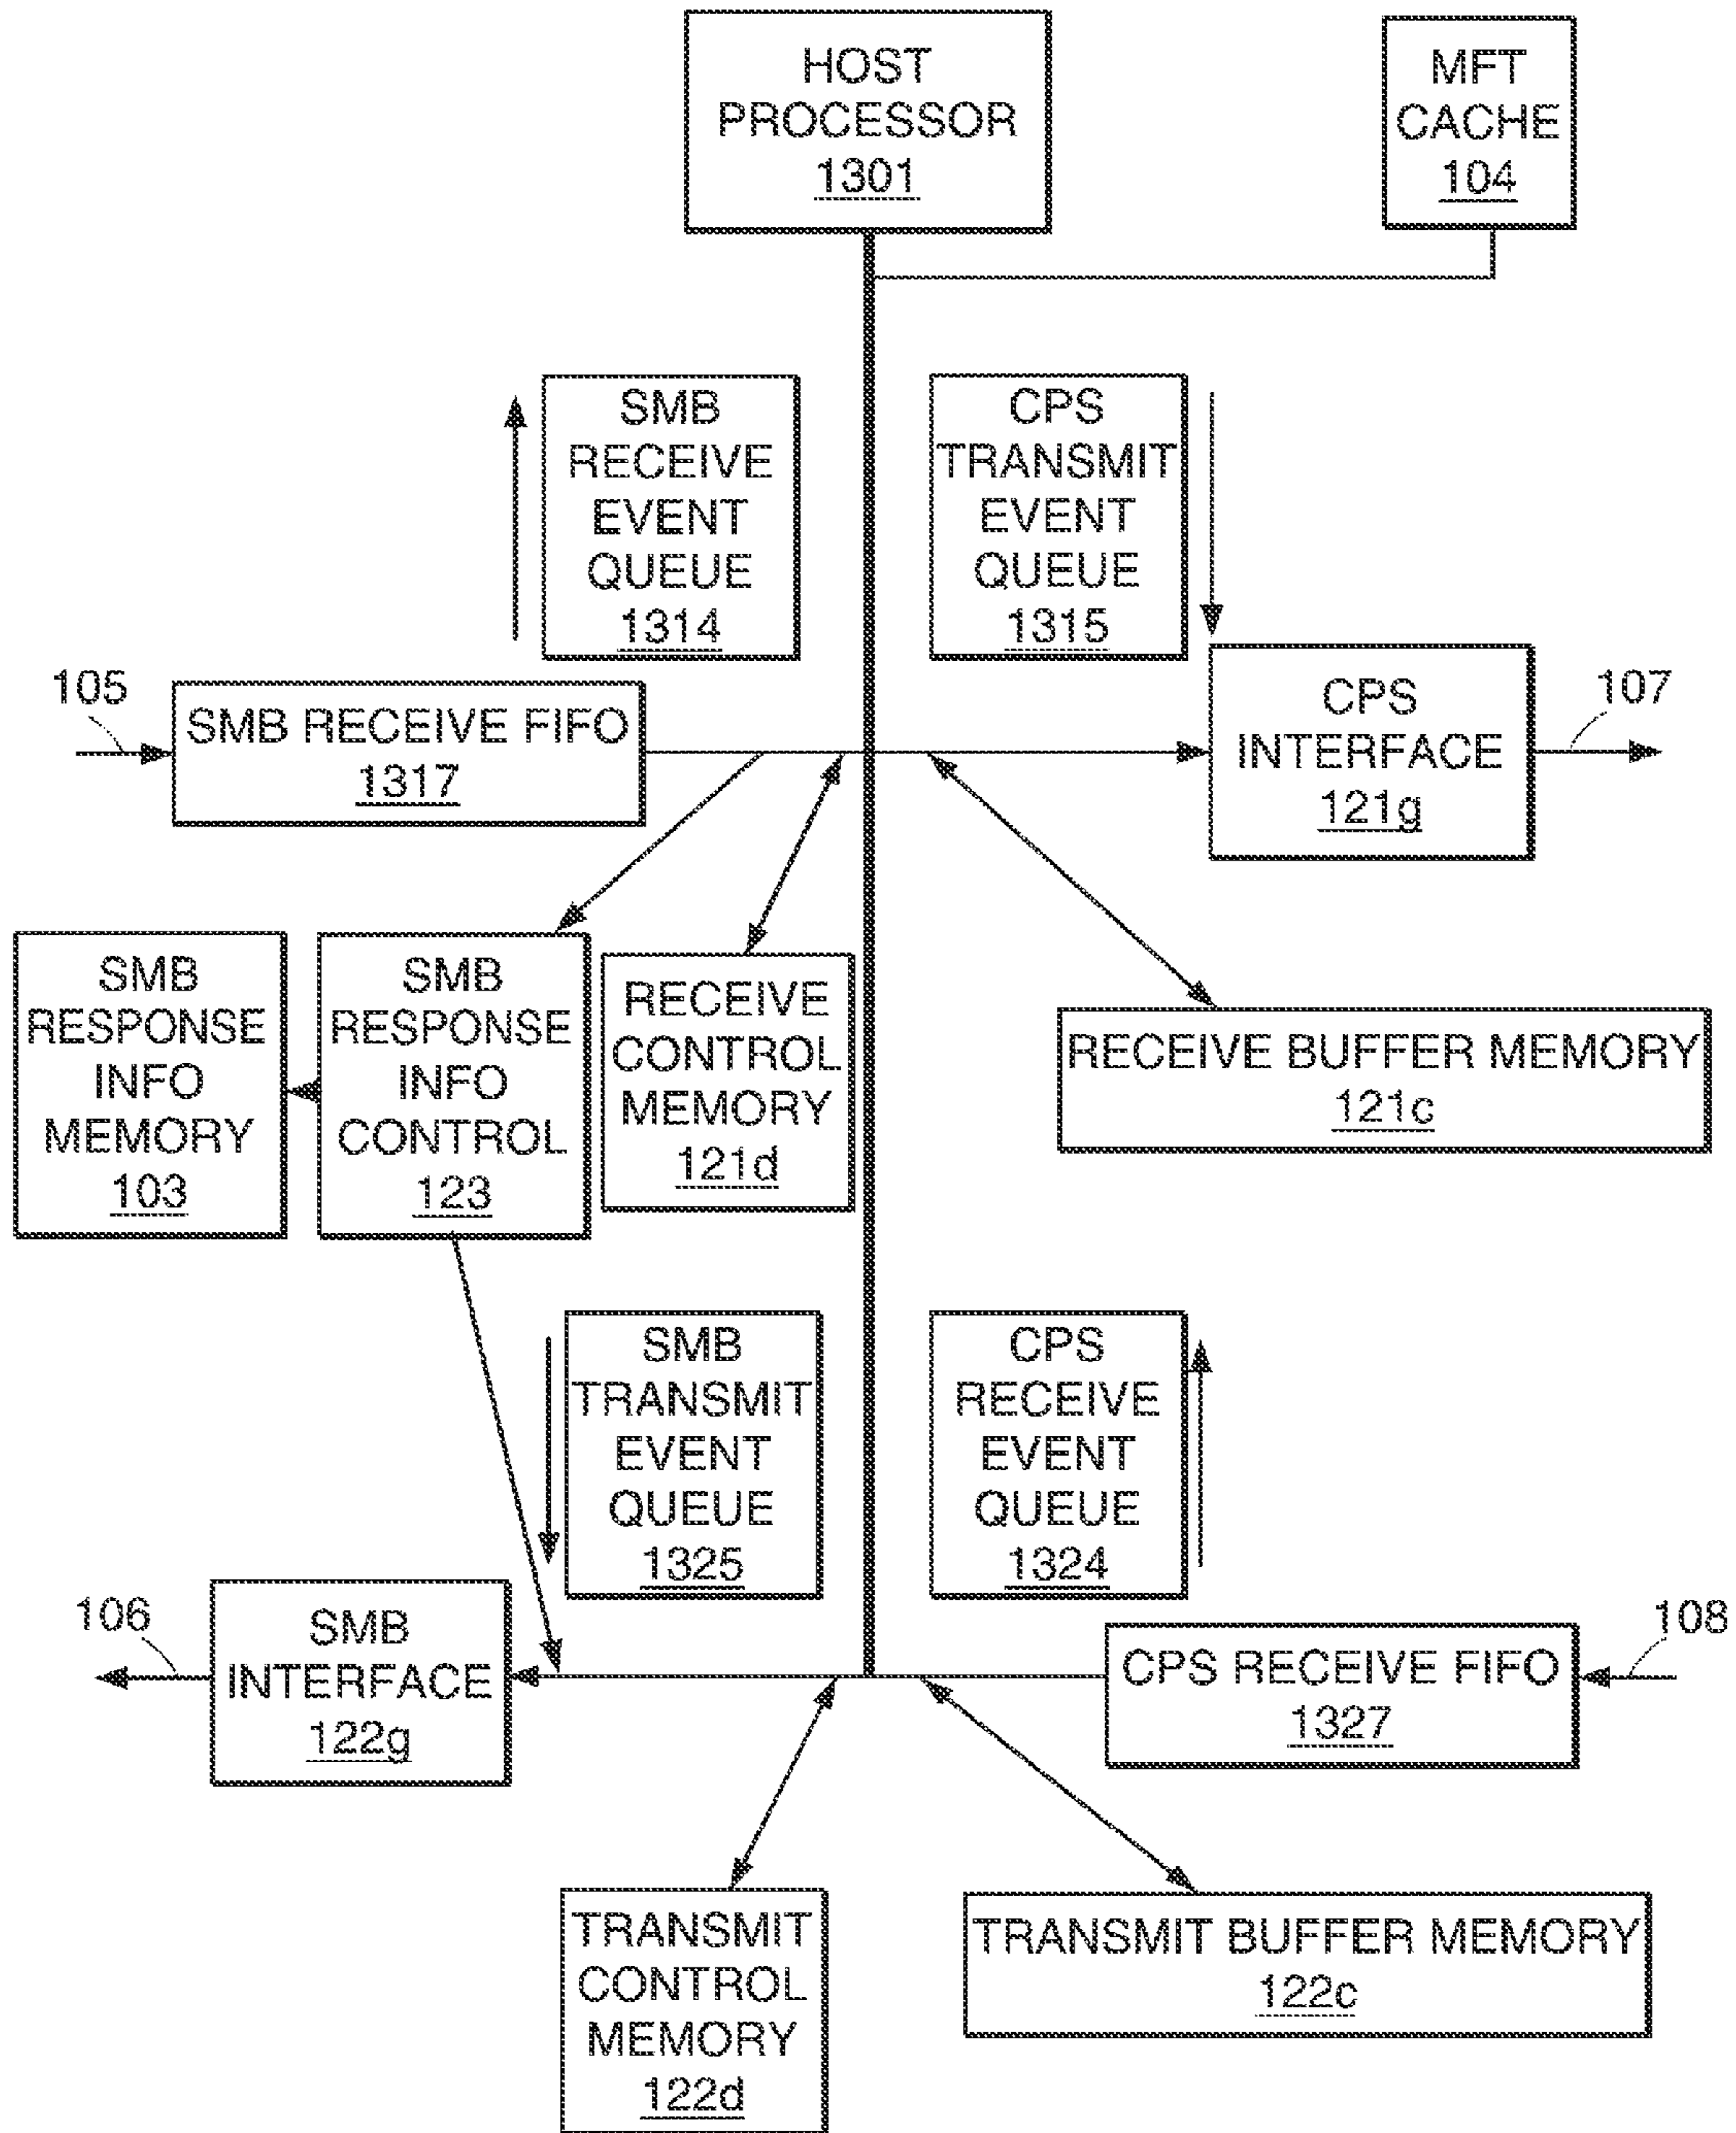 HOST
PROCESSOR
1301
MFT
CACHE
104
SMB
RECEIVE
EVENT
QUEUE
1314
CPS
TRANSMIT
EVENT
QUEUE
1315
105
SMB RECEIVE FIFO
1317
CPS
INTERFACE
121g
107
SMB
RESPONSE
INFO
MEMORY
103
SMB
RESPONSE
INFO
CONTROL
123
RECEIVE
CONTROL
MEMORY
121d
RECEIVE BUFFER MEMORY
121c
SMB
TRANSMIT
EVENT
QUEUE
1325
CPS
RECEIVE
EVENT
QUEUE
1324
106
SMB
INTERFACE
122g
CPS RECEIVE FIFO
1327
108
TRANSMIT
CONTROL
MEMORY
122d
TRANSMIT BUFFER MEMORY
122c